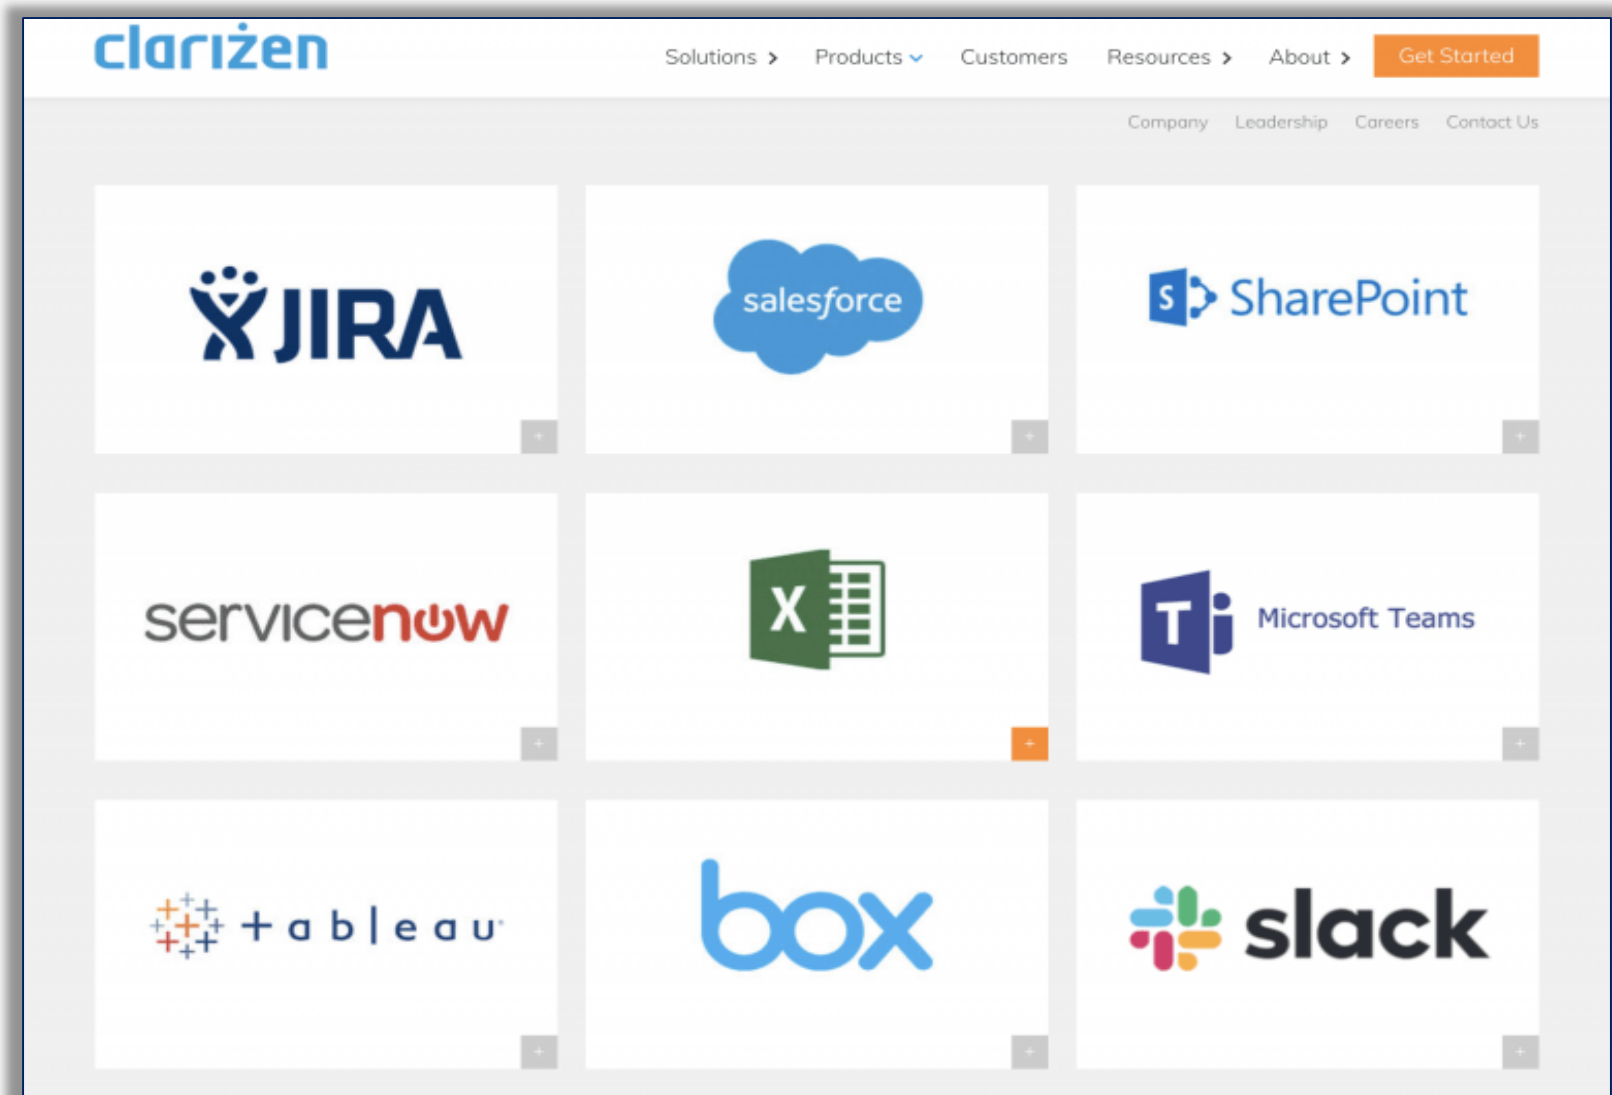 clarizen
Solutions > Products Customers Resources > About > Get Started
Company Leadership Careers Contact Us
JIRA
salesforce
S SharePoint
+ + +
servicenow
X
T Microsoft Teams
+ + +
+ableau
box
slack
+ + +